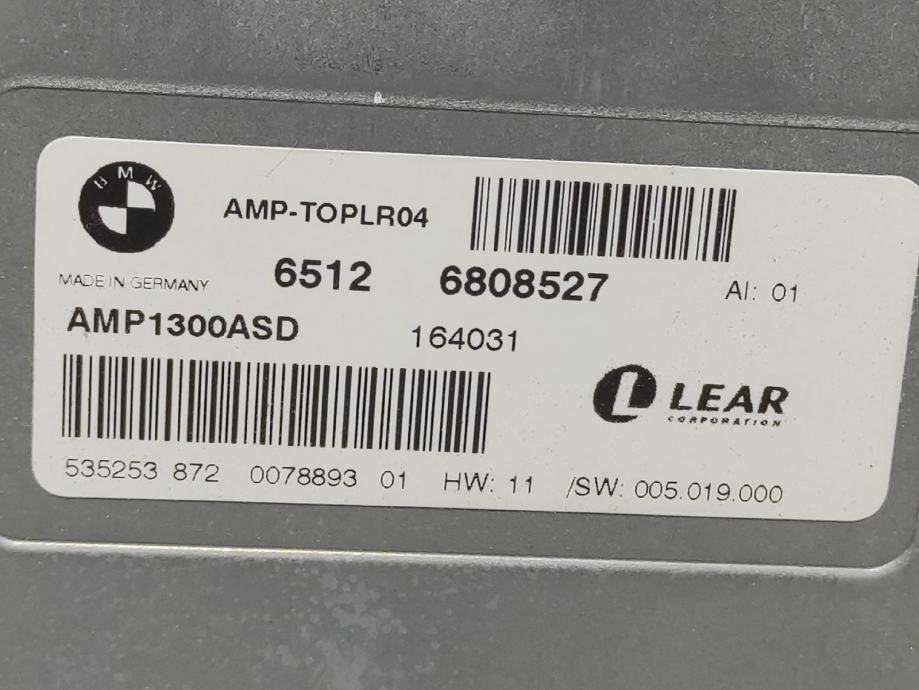 BMW
AMP-TOPLR04
MADE IN GERMANY 6512 6808527 AI: 01
AMP1300ASD 164031
LEAR
CORPORATION
535253 872 0078893 01 HW: 11 /SW: 005.019.000